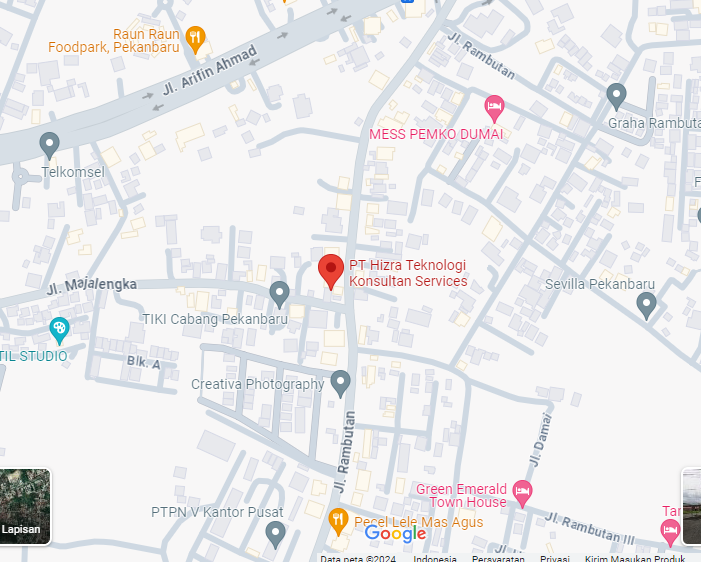 Raun Raun
Foodpark, Pekanbaru
Jl. Arifin Ahmad
Jl. Rambutan
Graha Rambuta
MESS PEMKO DUMAI
Telkomsel
PT Hizra Teknologi
Konsultan Services
Jl. Majalengka
Sevilla Pekanbaru
TIKI Cabang Pekanbaru
TIL STUDIO
Blk. A
Creativa Photography
Jl. Rambutan
Jl. Damai
Green Emerald
Town House
PTPN V Kantor Pusat
Pecel Lele Mas Agus
Jl. Rambutan III
Tar
Lapisan
Google
Data peta ©2024
Indonesia
Persyaratan
Privasi
Kirim Masukan Produk